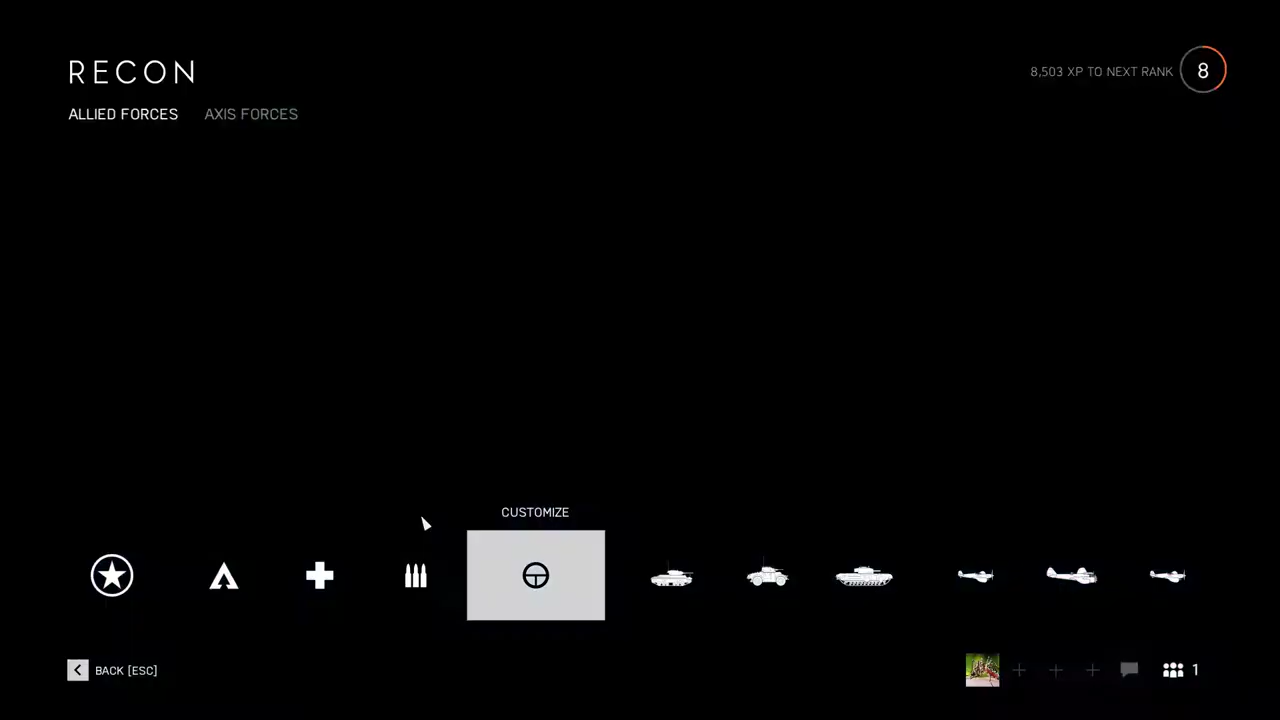 RECON
8,503 XP TO NEXT RANK 8
ALLIED FORCES AXIS FORCES
CUSTOMIZE
BACK [ESC]
1